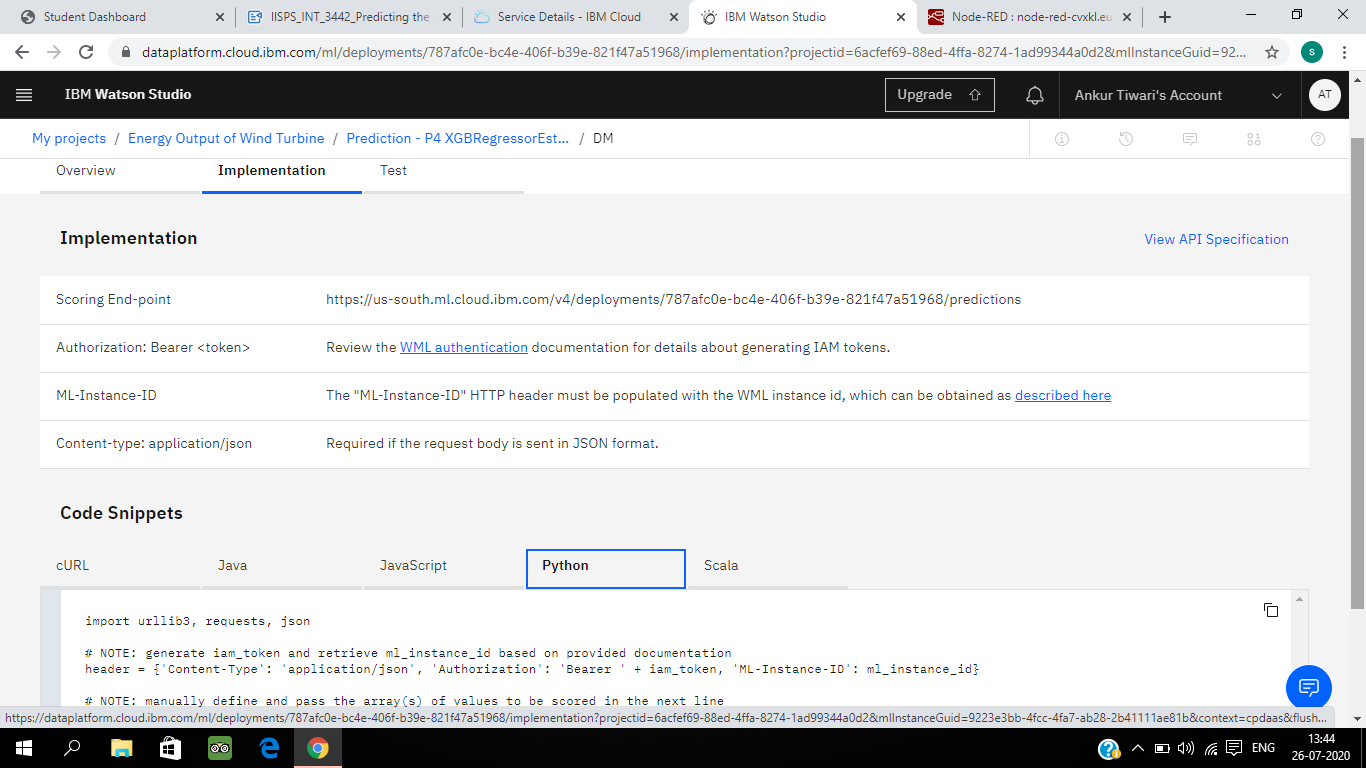 Student Dashboard
IISPS_INT_3442_Predicting the
Service Details - IBM Cloud
IBM Watson Studio
Node-RED : node-red-cvxkl.eu
dataplatform.cloud.ibm.com/ml/deployments/787afc0e-bc4e-406f-b39e-821f47a51968/implementation?projectid=6acfef69-88ed-4ffa-8274-1ad99344a0d2&mlInstanceGuid=92...
S
IBM Watson Studio
Upgrade
Ankur Tiwari's Account
AT
My projects / Energy Output of Wind Turbine / Prediction - P4 XGBRegressorEst... / DM
Overview
Implementation
Test
Implementation
View API Specification
Scoring End-point
https://us-south.ml.cloud.ibm.com/v4/deployments/787afc0e-bc4e-406f-b39e-821f47a51968/predictions
Authorization: Bearer <token>
Review the WML authentication documentation for details about generating IAM tokens.
ML-Instance-ID
The "ML-Instance-ID" HTTP header must be populated with the WML instance id, which can be obtained as described here
Content-type: application/json
Required if the request body is sent in JSON format.
Code Snippets
cURL
Java
JavaScript
Python
Scala
import urllib3, requests, json
# NOTE: generate iam_token and retrieve ml_instance_id based on provided documentation
header = {'Content-Type': 'application/json', 'Authorization': 'Bearer ' + iam_token, 'ML-Instance-ID': ml_instance_id}
# NOTE: manually define and pass the array(s) of values to be scored in the next line
https://dataplatform.cloud.ibm.com/ml/deployments/787afc0e-bc4e-406f-b39e-821f47a51968/implementation?projectid=6acfef69-88ed-4ffa-8274-1ad99344a0d2&mlInstanceGuid=9223e3bb-4fcc-4fa7-ab28-2b41111ae81b&context=cpdaas&flush...
ENG
13:44
26-07-2020